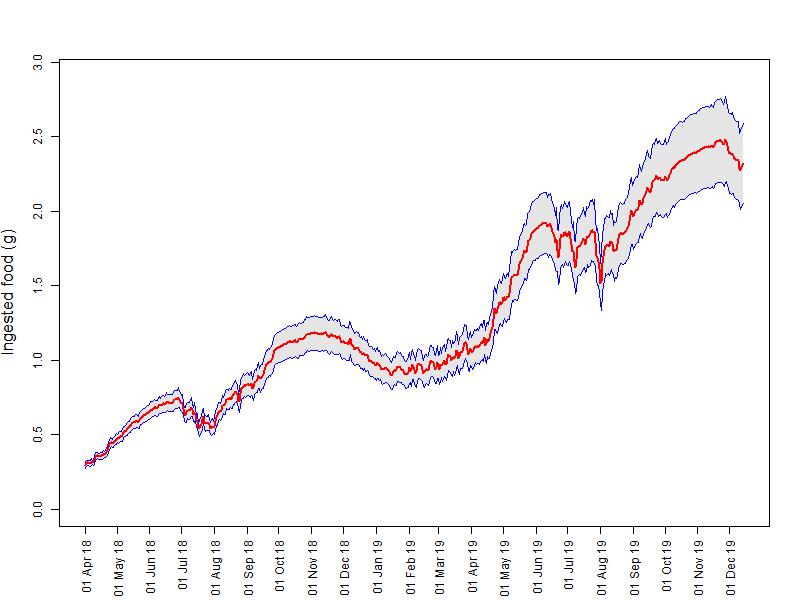 Ingested food (g)
3.0
2.5
2.0
1.5
1.0
0.5
0.0
01 Apr 18
01 May 18
01 Jun 18
01 Jul 18
01 Aug 18
01 Sep 18
01 Oct 18
01 Nov 18
01 Dec 18
01 Jan 19
01 Feb 19
01 Mar 19
01 Apr 19
01 May 19
01 Jun 19
01 Jul 19
01 Aug 19
01 Sep 19
01 Oct 19
01 Nov 19
01 Dec 19